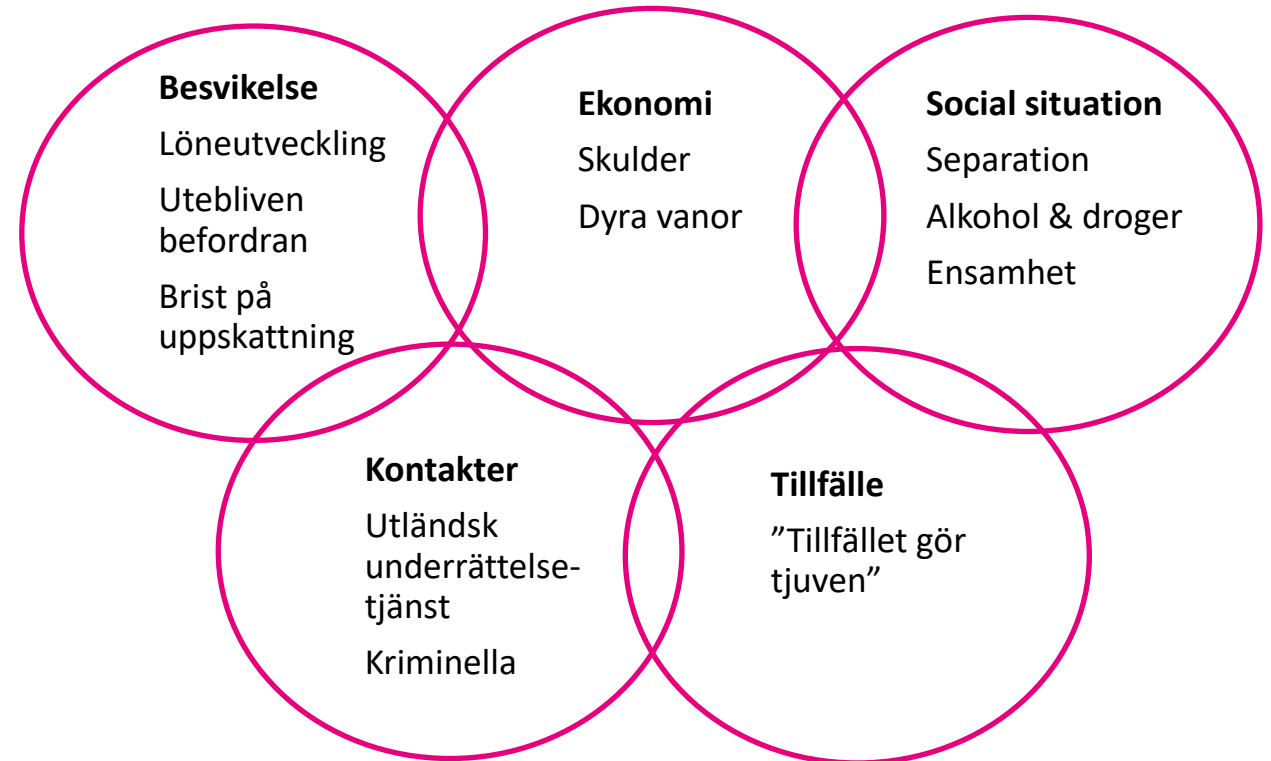 Besvikelse
Löneutveckling
Utebliven
befordran
Brist på
uppskattning
Ekonomi
Skulder
Dyra vanor
Social situation
Separation
Alkohol & droger
Ensamhet
Kontakter
Utländsk
underrättelse-
tjänst
Kriminella
Tillfälle
”Tillfället gör
tjuven”